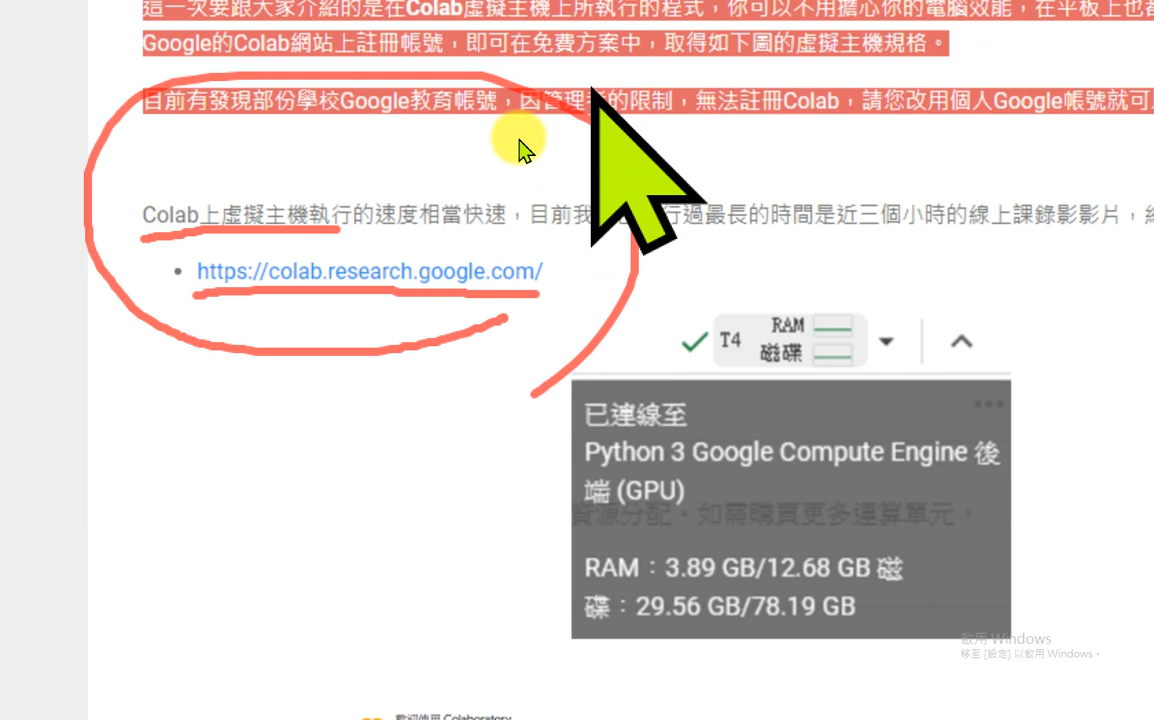 這一次要跟大家介紹的是在Colab虛擬主機上所執行的程式，你可以不用擔心你的電腦效能，在平板上也都
Google的Colab網站上註冊帳號，即可在免費方案中，取得如下圖的虛擬主機規格。
目前有發現部份學校Google教育帳號，因管理者的限制，無法註冊Colab，請您改用個人Google帳號就可
Colab上虛擬主機執行的速度相當快速，目前我 行過最長的時間是近三個小時的線上課錄影影片，
https://colab.research.google.com/
T4 RAM
磁碟
已連線至
Python 3 Google Compute Engine 後
端 (GPU)
資源分配。如需購買更多運算單元，
RAM：3.89 GB/12.68 GB 磁
碟：29.56 GB/78.19 GB
啟用 Windows
移至 [設定] 以啟用 Windows。
歡迎使用 Colaboratory